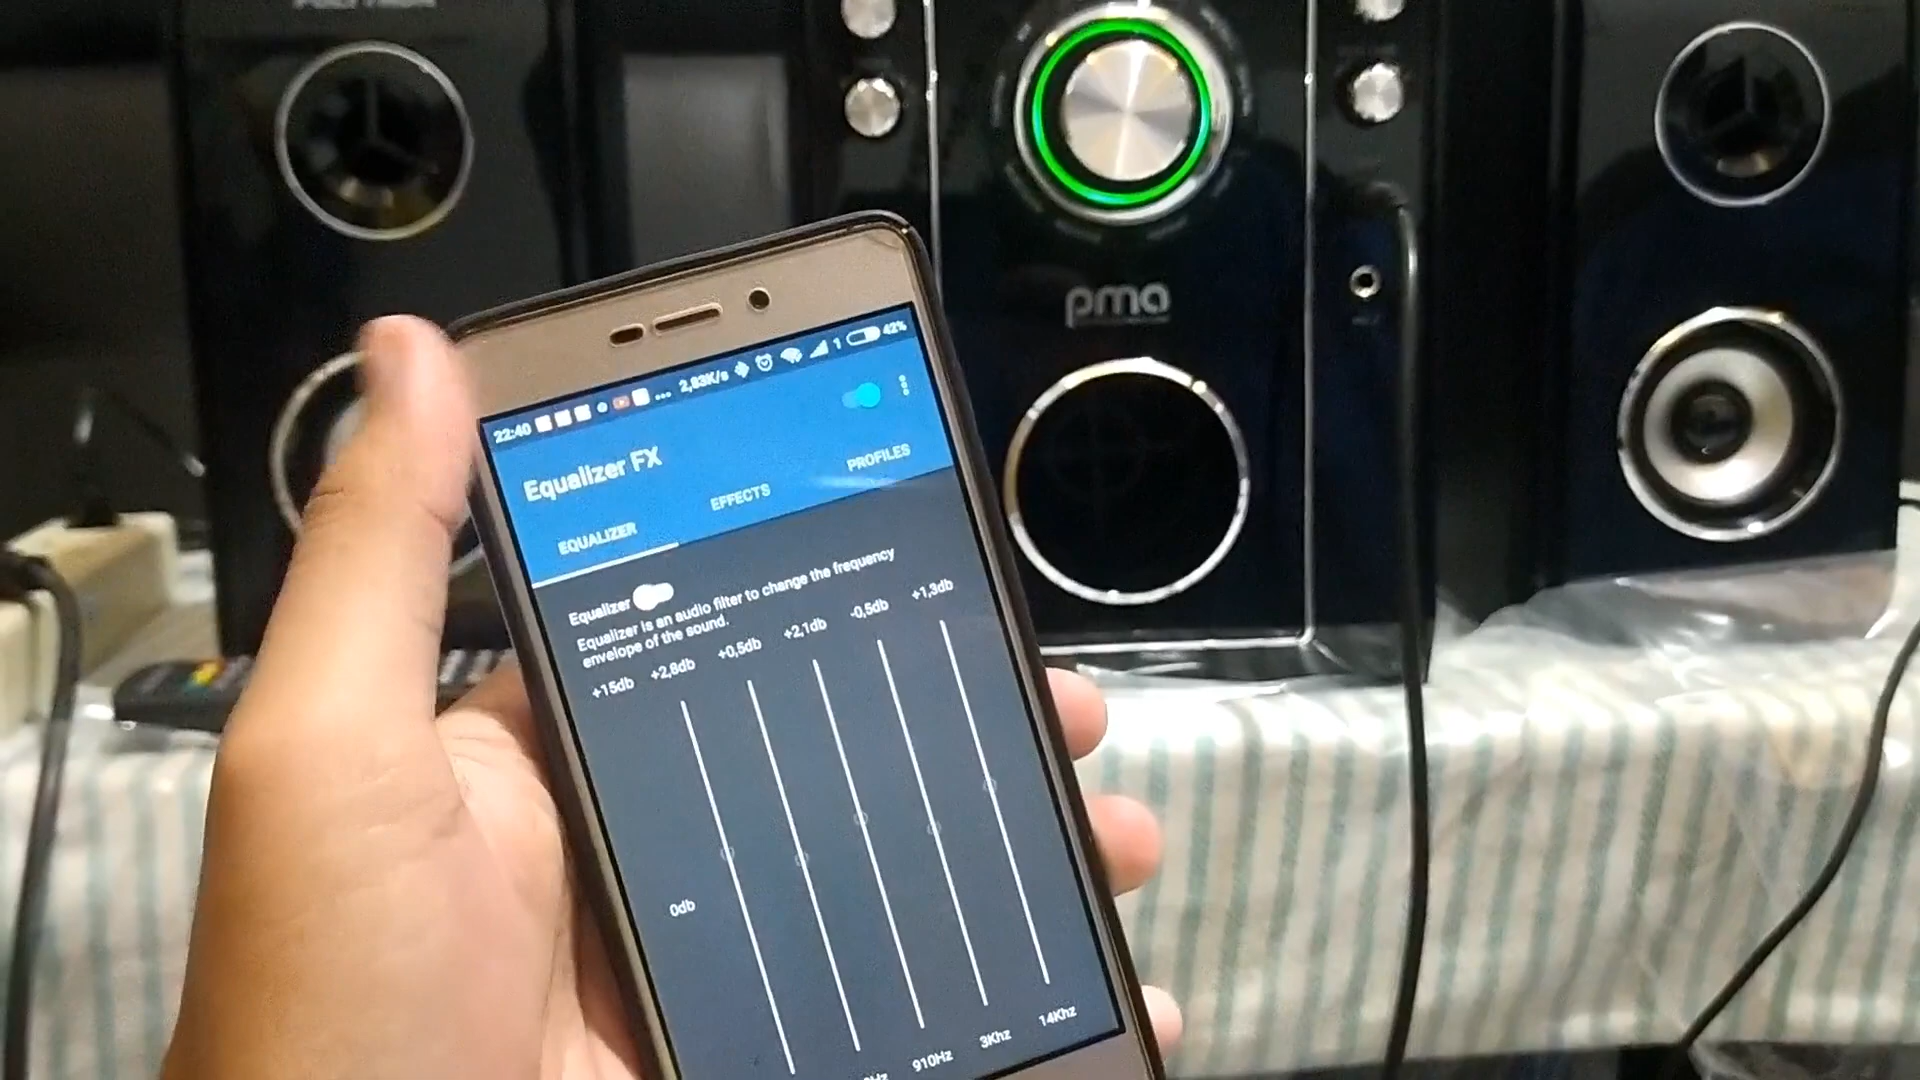 pma
22:40 ... 2,83K/s 1 42%
Equalizer FX
EQUALIZER EFFECTS PROFILES
Equalizer
Equalizer is an audio filter to change the frequency
envelope of the sound.
+15db +2,8db +0,5db +2,1db -0,5db +1,3db
0db
910Hz 3Khz 14Khz